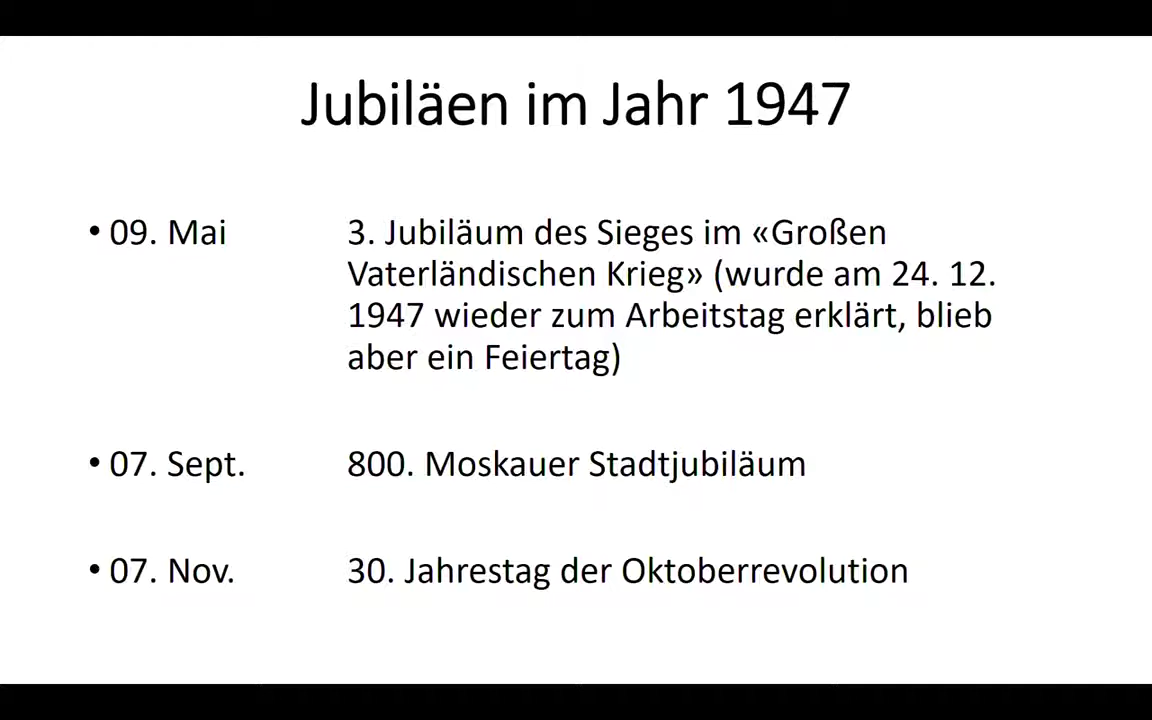 Jubiläen im Jahr 1947
• 09. Mai 3. Jubiläum des Sieges im «Großen
Vaterländischen Krieg» (wurde am 24. 12.
1947 wieder zum Arbeitstag erklärt, blieb
aber ein Feiertag)
• 07. Sept. 800. Moskauer Stadtjubiläum
• 07. Nov. 30. Jahrestag der Oktoberrevolution